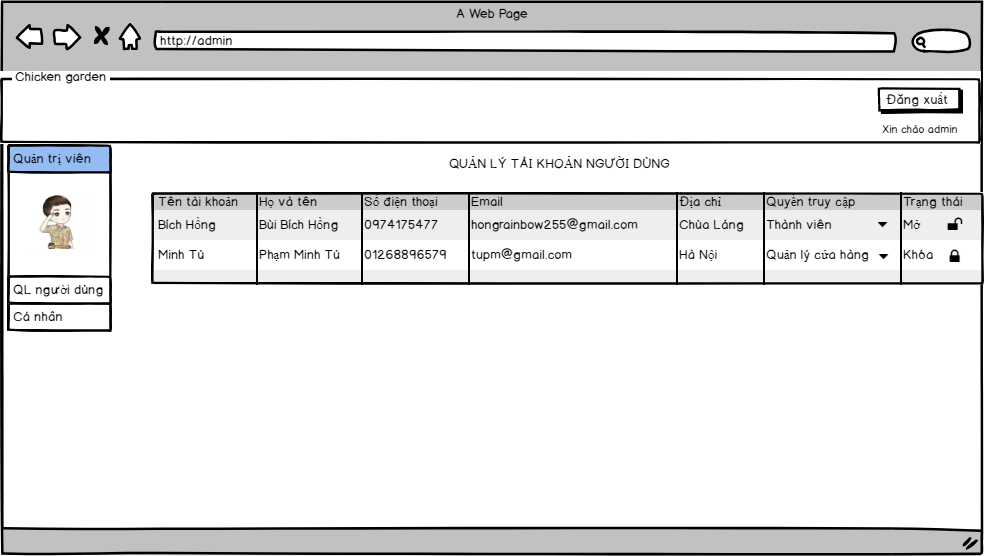 A Web Page
http://admin
Chicken garden
Đăng xuất
Xin chào admin
Quản trị viên
QL người dùng
Cá nhân
QUẢN LÝ TÀI KHOẢN NGƯỜI DÙNG
Tên tài khoản Họ và tên Số điện thoại Email Địa chỉ Quyền truy cập Trạng thái
Bích Hồng Bùi Bích Hồng 0974175477 hongrainbow255@gmail.com Chùa Láng Thành viên Mở
Minh Tú Phạm Minh Tú 01268896579 tupm@gmail.com Hà Nội Quản lý cửa hàng Khóa